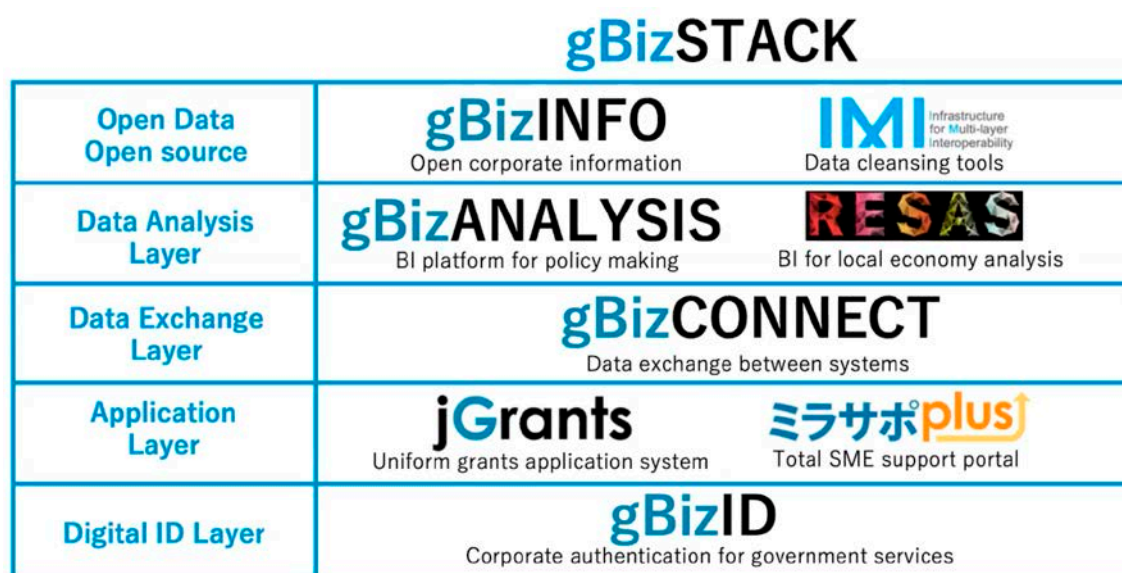 gBizSTACK
Open Data
Open source
gBizINFO
Open corporate information
IMI
Infrastructure
for Multi-layer
Interoperability
Data cleansing tools
Data Analysis
Layer
gBizANALYSIS
BI platform for policy making
RESAS
BI for local economy analysis
Data Exchange
Layer
gBizCONNECT
Data exchange between systems
Application
Layer
jGrants
Uniform grants application system
ミラサポplus
Total SME support portal
Digital ID Layer
gBizID
Corporate authentication for government services